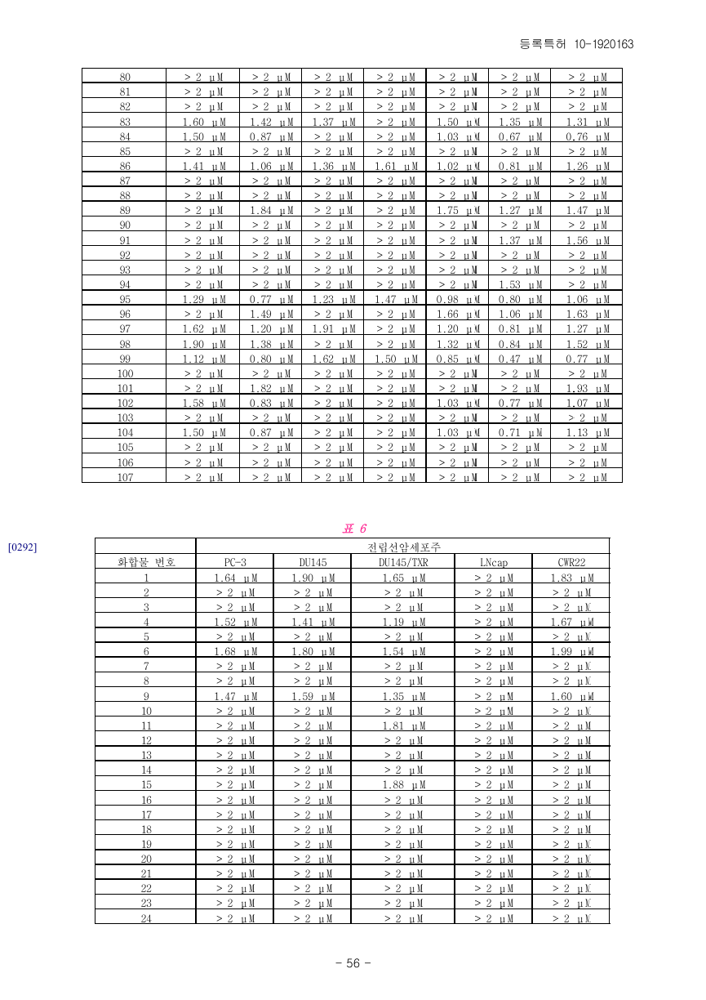 등록특허 10-1920163
80 > 2 μM > 2 μM > 2 μM > 2 μM > 2 μM > 2 μM > 2 μM
81 > 2 μM > 2 μM > 2 μM > 2 μM > 2 μM > 2 μM > 2 μM
82 > 2 μM > 2 μM > 2 μM > 2 μM > 2 μM > 2 μM > 2 μM
83 1.60 μM 1.42 μM 1.37 μM > 2 μM 1.50 μM 1.35 μM 1.31 μM
84 1.50 μM 0.87 μM > 2 μM > 2 μM 1.03 μM 0.67 μM 0.76 μM
85 > 2 μM > 2 μM > 2 μM > 2 μM > 2 μM > 2 μM > 2 μM
86 1.41 μM 1.06 μM 1.36 μM 1.61 μM 1.02 μM 0.81 μM 1.26 μM
87 > 2 μM > 2 μM > 2 μM > 2 μM > 2 μM > 2 μM > 2 μM
88 > 2 μM > 2 μM > 2 μM > 2 μM > 2 μM > 2 μM > 2 μM
89 > 2 μM 1.84 μM > 2 μM > 2 μM 1.75 μM 1.27 μM 1.47 μM
90 > 2 μM > 2 μM > 2 μM > 2 μM > 2 μM > 2 μM > 2 μM
91 > 2 μM > 2 μM > 2 μM > 2 μM > 2 μM 1.37 μM 1.56 μM
92 > 2 μM > 2 μM > 2 μM > 2 μM > 2 μM > 2 μM > 2 μM
93 > 2 μM > 2 μM > 2 μM > 2 μM > 2 μM > 2 μM > 2 μM
94 > 2 μM > 2 μM > 2 μM > 2 μM > 2 μM 1.53 μM > 2 μM
95 1.29 μM 0.77 μM 1.23 μM 1.47 μM 0.98 μM 0.80 μM 1.06 μM
96 > 2 μM 1.49 μM > 2 μM > 2 μM 1.66 μM 1.06 μM 1.63 μM
97 1.62 μM 1.20 μM 1.91 μM > 2 μM 1.20 μM 0.81 μM 1.27 μM
98 1.90 μM 1.38 μM > 2 μM > 2 μM 1.32 μM 0.84 μM 1.52 μM
99 1.12 μM 0.80 μM 1.62 μM 1.50 μM 0.85 μM 0.47 μM 0.77 μM
100 > 2 μM > 2 μM > 2 μM > 2 μM > 2 μM > 2 μM > 2 μM
101 > 2 μM 1.82 μM > 2 μM > 2 μM > 2 μM > 2 μM 1.93 μM
102 1.58 μM 0.83 μM > 2 μM > 2 μM 1.03 μM 0.77 μM 1.07 μM
103 > 2 μM > 2 μM > 2 μM > 2 μM > 2 μM > 2 μM > 2 μM
104 1.50 μM 0.87 μM > 2 μM > 2 μM 1.03 μM 0.71 μM 1.13 μM
105 > 2 μM > 2 μM > 2 μM > 2 μM > 2 μM > 2 μM > 2 μM
106 > 2 μM > 2 μM > 2 μM > 2 μM > 2 μM > 2 μM > 2 μM
107 > 2 μM > 2 μM > 2 μM > 2 μM > 2 μM > 2 μM > 2 μM
표 6
[0292] 전립선암세포주
화합물 번호 PC-3 DU145 DU145/TXR LNcap CWR22
1 1.64 μM 1.90 μM 1.65 μM > 2 μM 1.83 μM
2 > 2 μM > 2 μM > 2 μM > 2 μM > 2 μM
3 > 2 μM > 2 μM > 2 μM > 2 μM > 2 μM
4 1.52 μM 1.41 μM 1.19 μM > 2 μM 1.67 μM
5 > 2 μM > 2 μM > 2 μM > 2 μM > 2 μM
6 1.68 μM 1.80 μM 1.54 μM > 2 μM 1.99 μM
7 > 2 μM > 2 μM > 2 μM > 2 μM > 2 μM
8 > 2 μM > 2 μM > 2 μM > 2 μM > 2 μM
9 1.47 μM 1.59 μM 1.35 μM > 2 μM 1.60 μM
10 > 2 μM > 2 μM > 2 μM > 2 μM > 2 μM
11 > 2 μM > 2 μM 1.81 μM > 2 μM > 2 μM
12 > 2 μM > 2 μM > 2 μM > 2 μM > 2 μM
13 > 2 μM > 2 μM > 2 μM > 2 μM > 2 μM
14 > 2 μM > 2 μM > 2 μM > 2 μM > 2 μM
15 > 2 μM > 2 μM 1.88 μM > 2 μM > 2 μM
16 > 2 μM > 2 μM > 2 μM > 2 μM > 2 μM
17 > 2 μM > 2 μM > 2 μM > 2 μM > 2 μM
18 > 2 μM > 2 μM > 2 μM > 2 μM > 2 μM
19 > 2 μM > 2 μM > 2 μM > 2 μM > 2 μM
20 > 2 μM > 2 μM > 2 μM > 2 μM > 2 μM
21 > 2 μM > 2 μM > 2 μM > 2 μM > 2 μM
22 > 2 μM > 2 μM > 2 μM > 2 μM > 2 μM
23 > 2 μM > 2 μM > 2 μM > 2 μM > 2 μM
24 > 2 μM > 2 μM > 2 μM > 2 μM > 2 μM
- 56 -